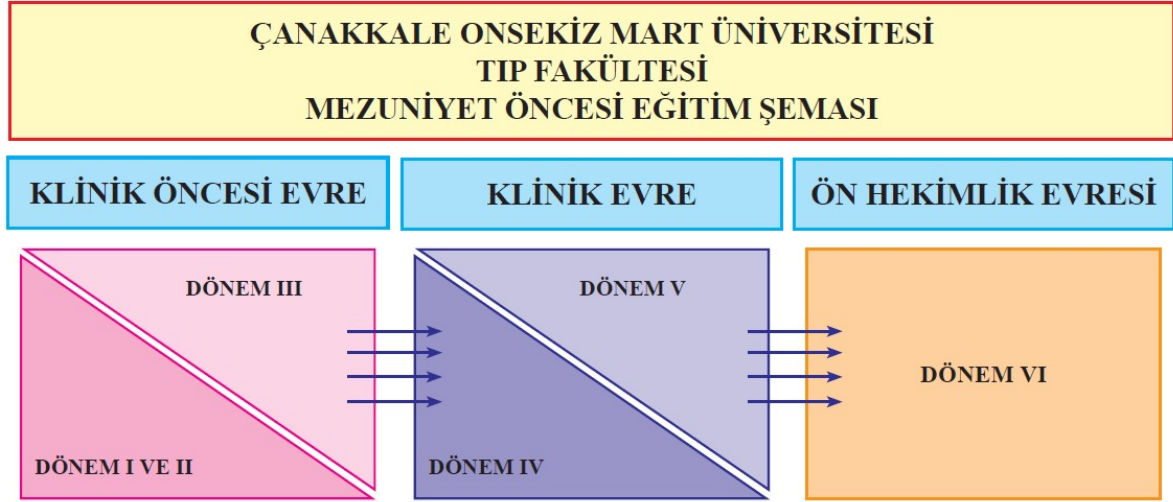 ÇANAKKALE ONSEKİZ MART ÜNİVERSİTESİ
TIP FAKÜLTESİ
MEZUNİYET ÖNCESİ EĞİTİM ŞEMASI
KLİNİK ÖNCESİ EVRE
KLİNİK EVRE
ÖN HEKİMLİK EVRESİ
DÖNEM III
DÖNEM I VE II
DÖNEM V
DÖNEM IV
DÖNEM VI